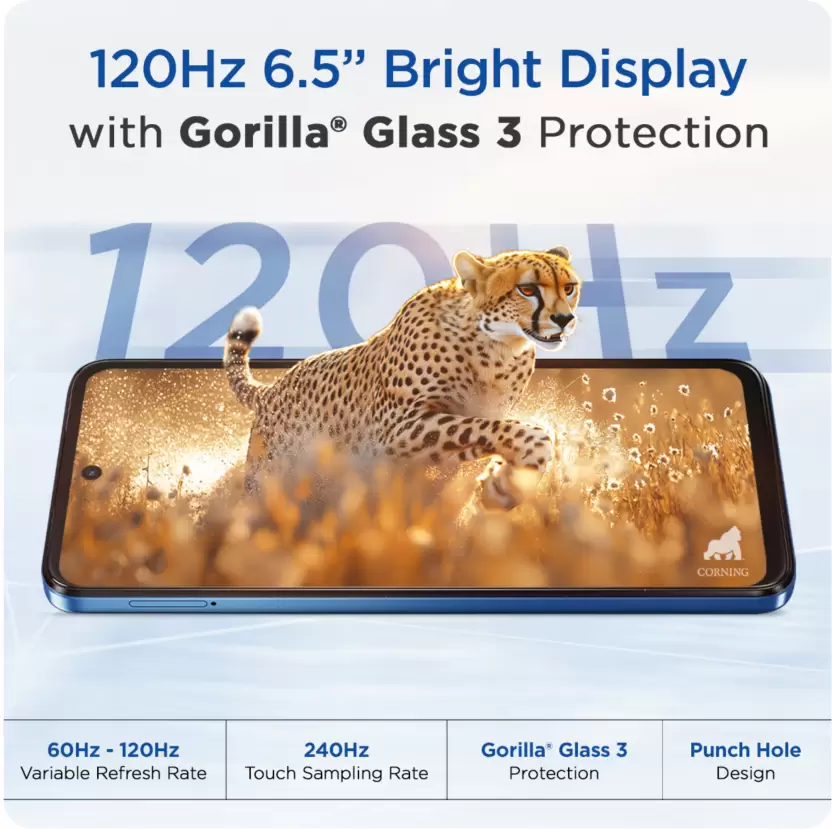 120Hz 6.5” Bright Display
with Gorilla® Glass 3 Protection
120Hz
CORNING
60Hz - 120Hz
Variable Refresh Rate
240Hz
Touch Sampling Rate
Gorilla® Glass 3
Protection
Punch Hole
Design